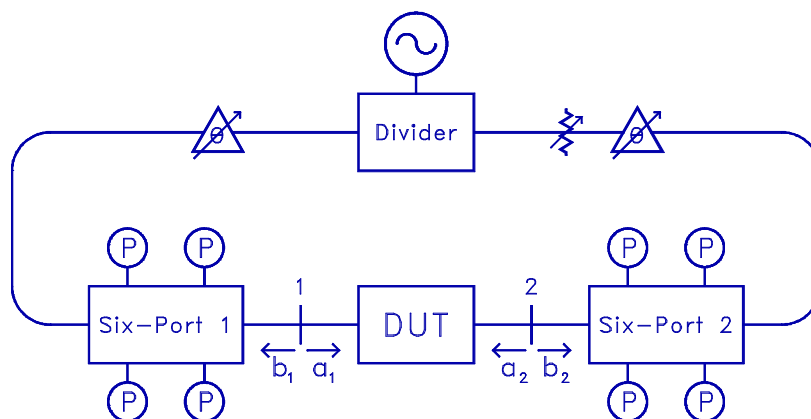 Divider
θ
θ
P
P
P
P
1
2
Six-Port 1
DUT
Six-Port 2
b₁
a₁
a₂
b₂
P
P
P
P